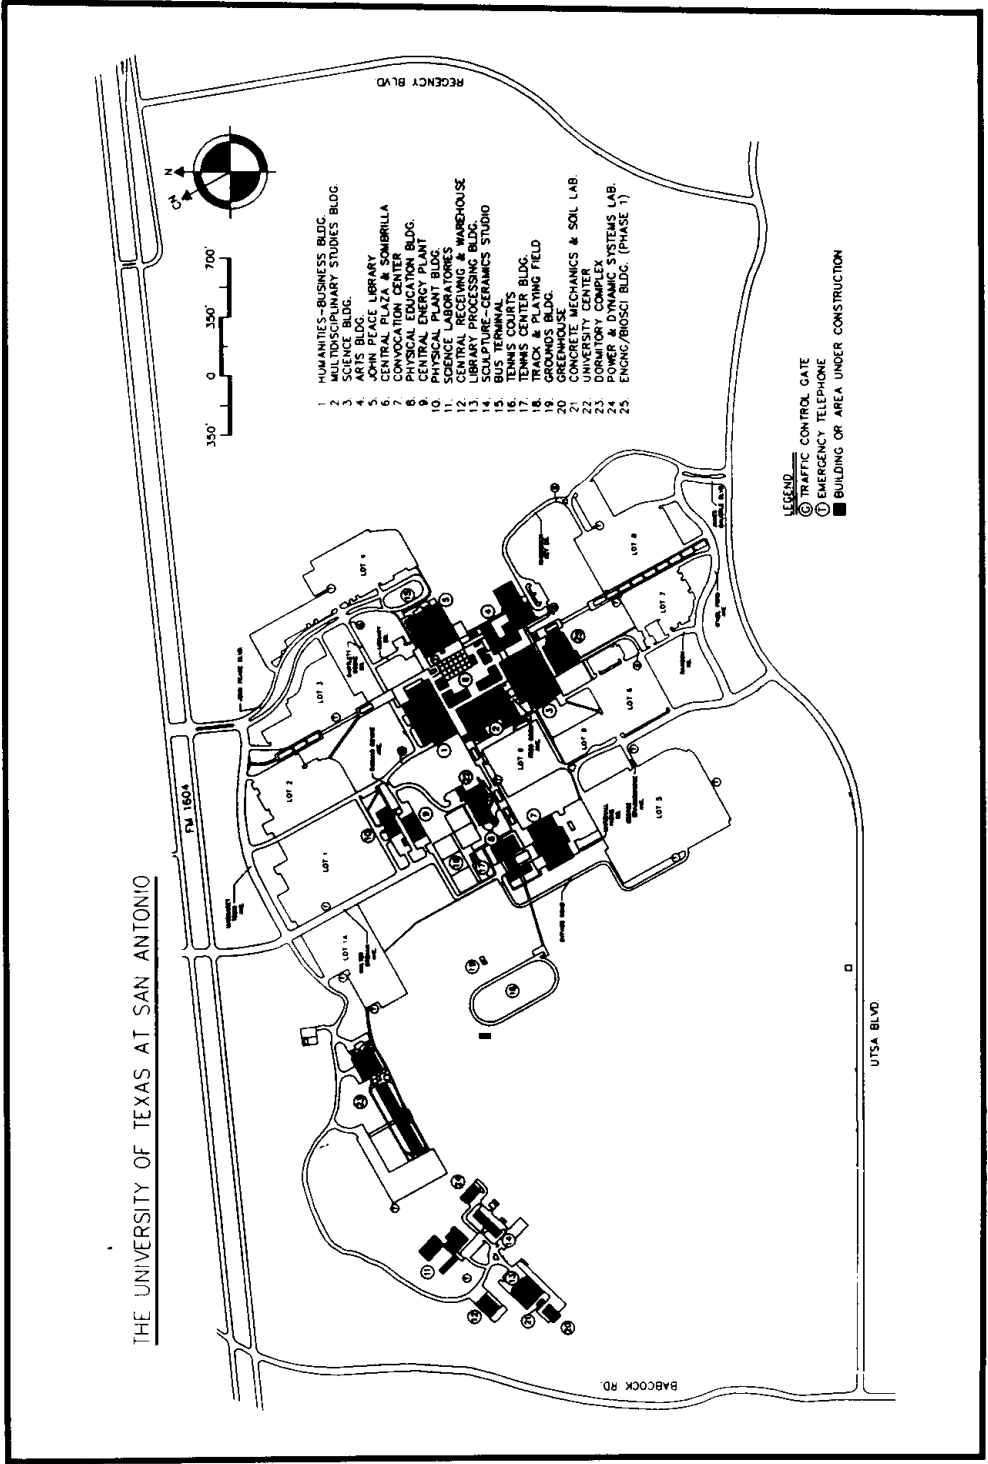 THE UNIVERSITY OF TEXAS AT SAN ANTONIO
350' 0 350' 700'
N
CN
1 HUMANITIES-BUSINESS BLDG.
2 MULTIDISCIPLINARY STUDIES BLDG.
3. SCIENCE BLDG.
4. ARTS BLDG.
5. JOHN PEACE LIBRARY
6. CENTRAL PLAZA & SOMBRILLA
7. CONVOCATION CENTER
8. PHYSICAL EDUCATION BLDG.
9. CENTRAL ENERGY PLANT
10. PHYSICAL PLANT BLDG.
11. SCIENCE LABORATORIES
12. CENTRAL RECEIVING & WAREHOUSE
13. LIBRARY PROCESSING BLDG.
14. SCULPTURE-CERAMICS STUDIO
15. BUS TERMINAL
16. TENNIS COURTS
17. TENNIS CENTER BLDG.
18. TRACK & PLAYING FIELD
19. GROUNDS BLDG.
20 GREENHOUSE
21 CONCRETE MECHANICS & SOIL LAB.
22. UNIVERSITY CENTER
23. DORMITORY COMPLEX
24 POWER & DYNAMIC SYSTEMS LAB.
25. ENGNG/BIOSCI BLDG. (PHASE 1)
LEGEND
G TRAFFIC CONTROL GATE
T EMERGENCY TELEPHONE
BUILDING OR AREA UNDER CONSTRUCTION
FM 1604
REGENCY BLVD.
BABCOCK RD.
UTSA BLVD.
JOHN PEACE BLVD.
LOT 1
LOT 1A
LOT 2
LOT 3
LOT 4
LOT 5
LOT 6
LOT 7
LOT 8
LOT 9